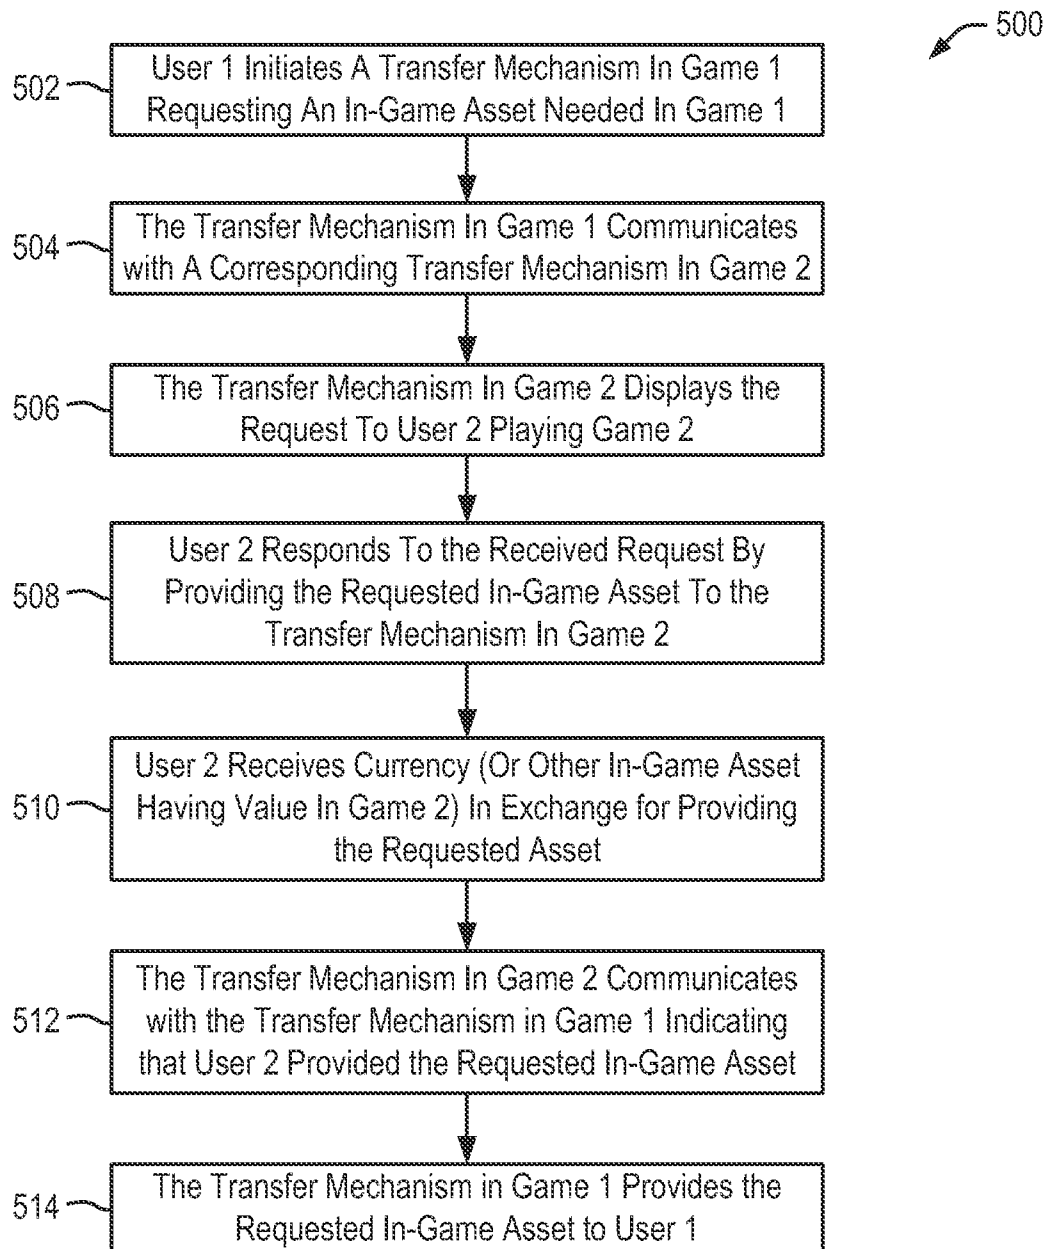 500
502
User 1 Initiates A Transfer Mechanism In Game 1
Requesting An In-Game Asset Needed In Game 1
504
The Transfer Mechanism In Game 1 Communicates
with A Corresponding Transfer Mechanism In Game 2
506
The Transfer Mechanism In Game 2 Displays the
Request To User 2 Playing Game 2
508
User 2 Responds To the Received Request By
Providing the Requested In-Game Asset To the
Transfer Mechanism In Game 2
510
User 2 Receives Currency (Or Other In-Game Asset
Having Value In Game 2) In Exchange for Providing
the Requested Asset
512
The Transfer Mechanism In Game 2 Communicates
with the Transfer Mechanism in Game 1 Indicating
that User 2 Provided the Requested In-Game Asset
514
The Transfer Mechanism in Game 1 Provides the
Requested In-Game Asset to User 1